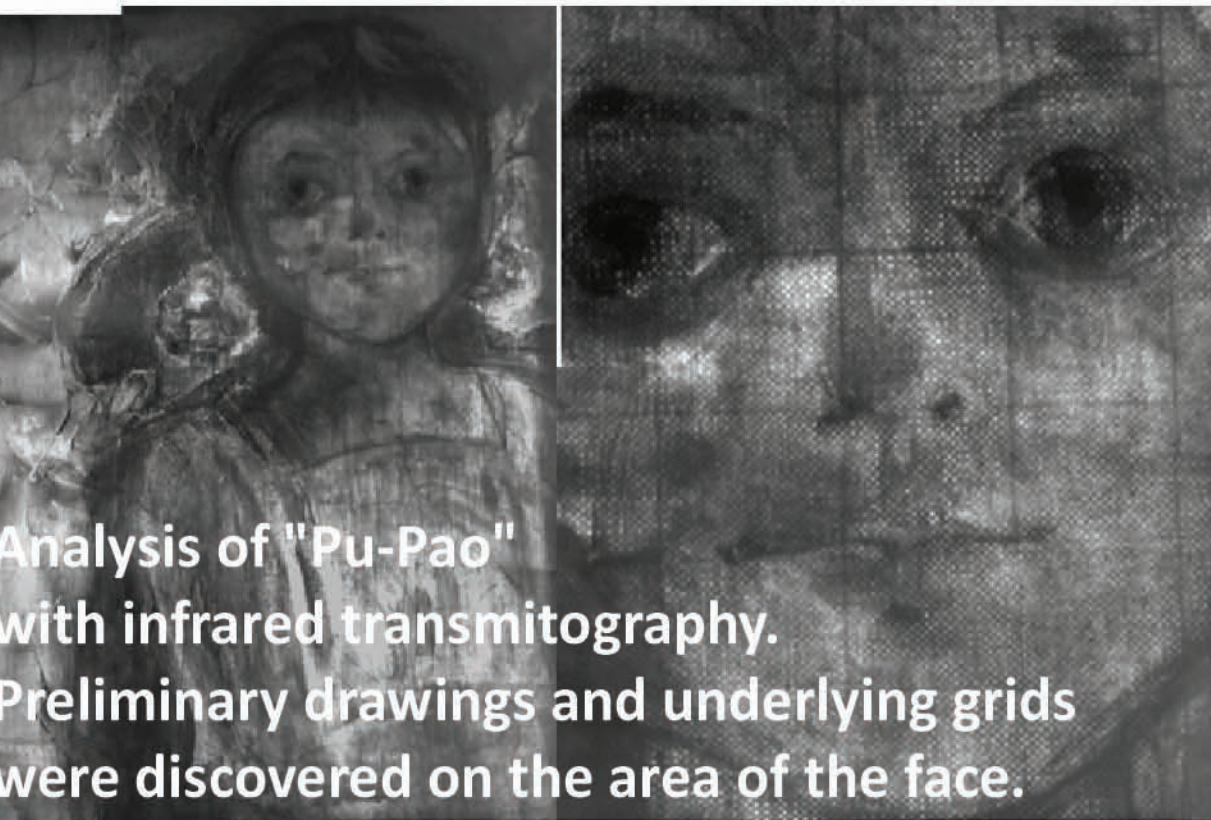 Analysis of "Pu-Pao"
with infrared transmitography.
Preliminary drawings and underlying grids
were discovered on the area of the face.